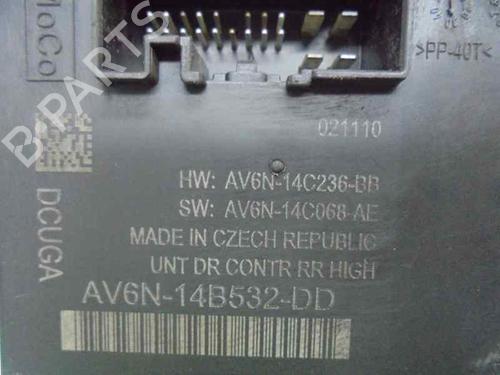 MoCo
>PP-40T<
021110
HW: AV6N-14C236-BB
SW: AV6N-14C068-AE
MADE IN CZECH REPUBLIC
UNT DR CONTR RR HIGH
AV6N-14B532-DD
DCUGA
B-PARTS